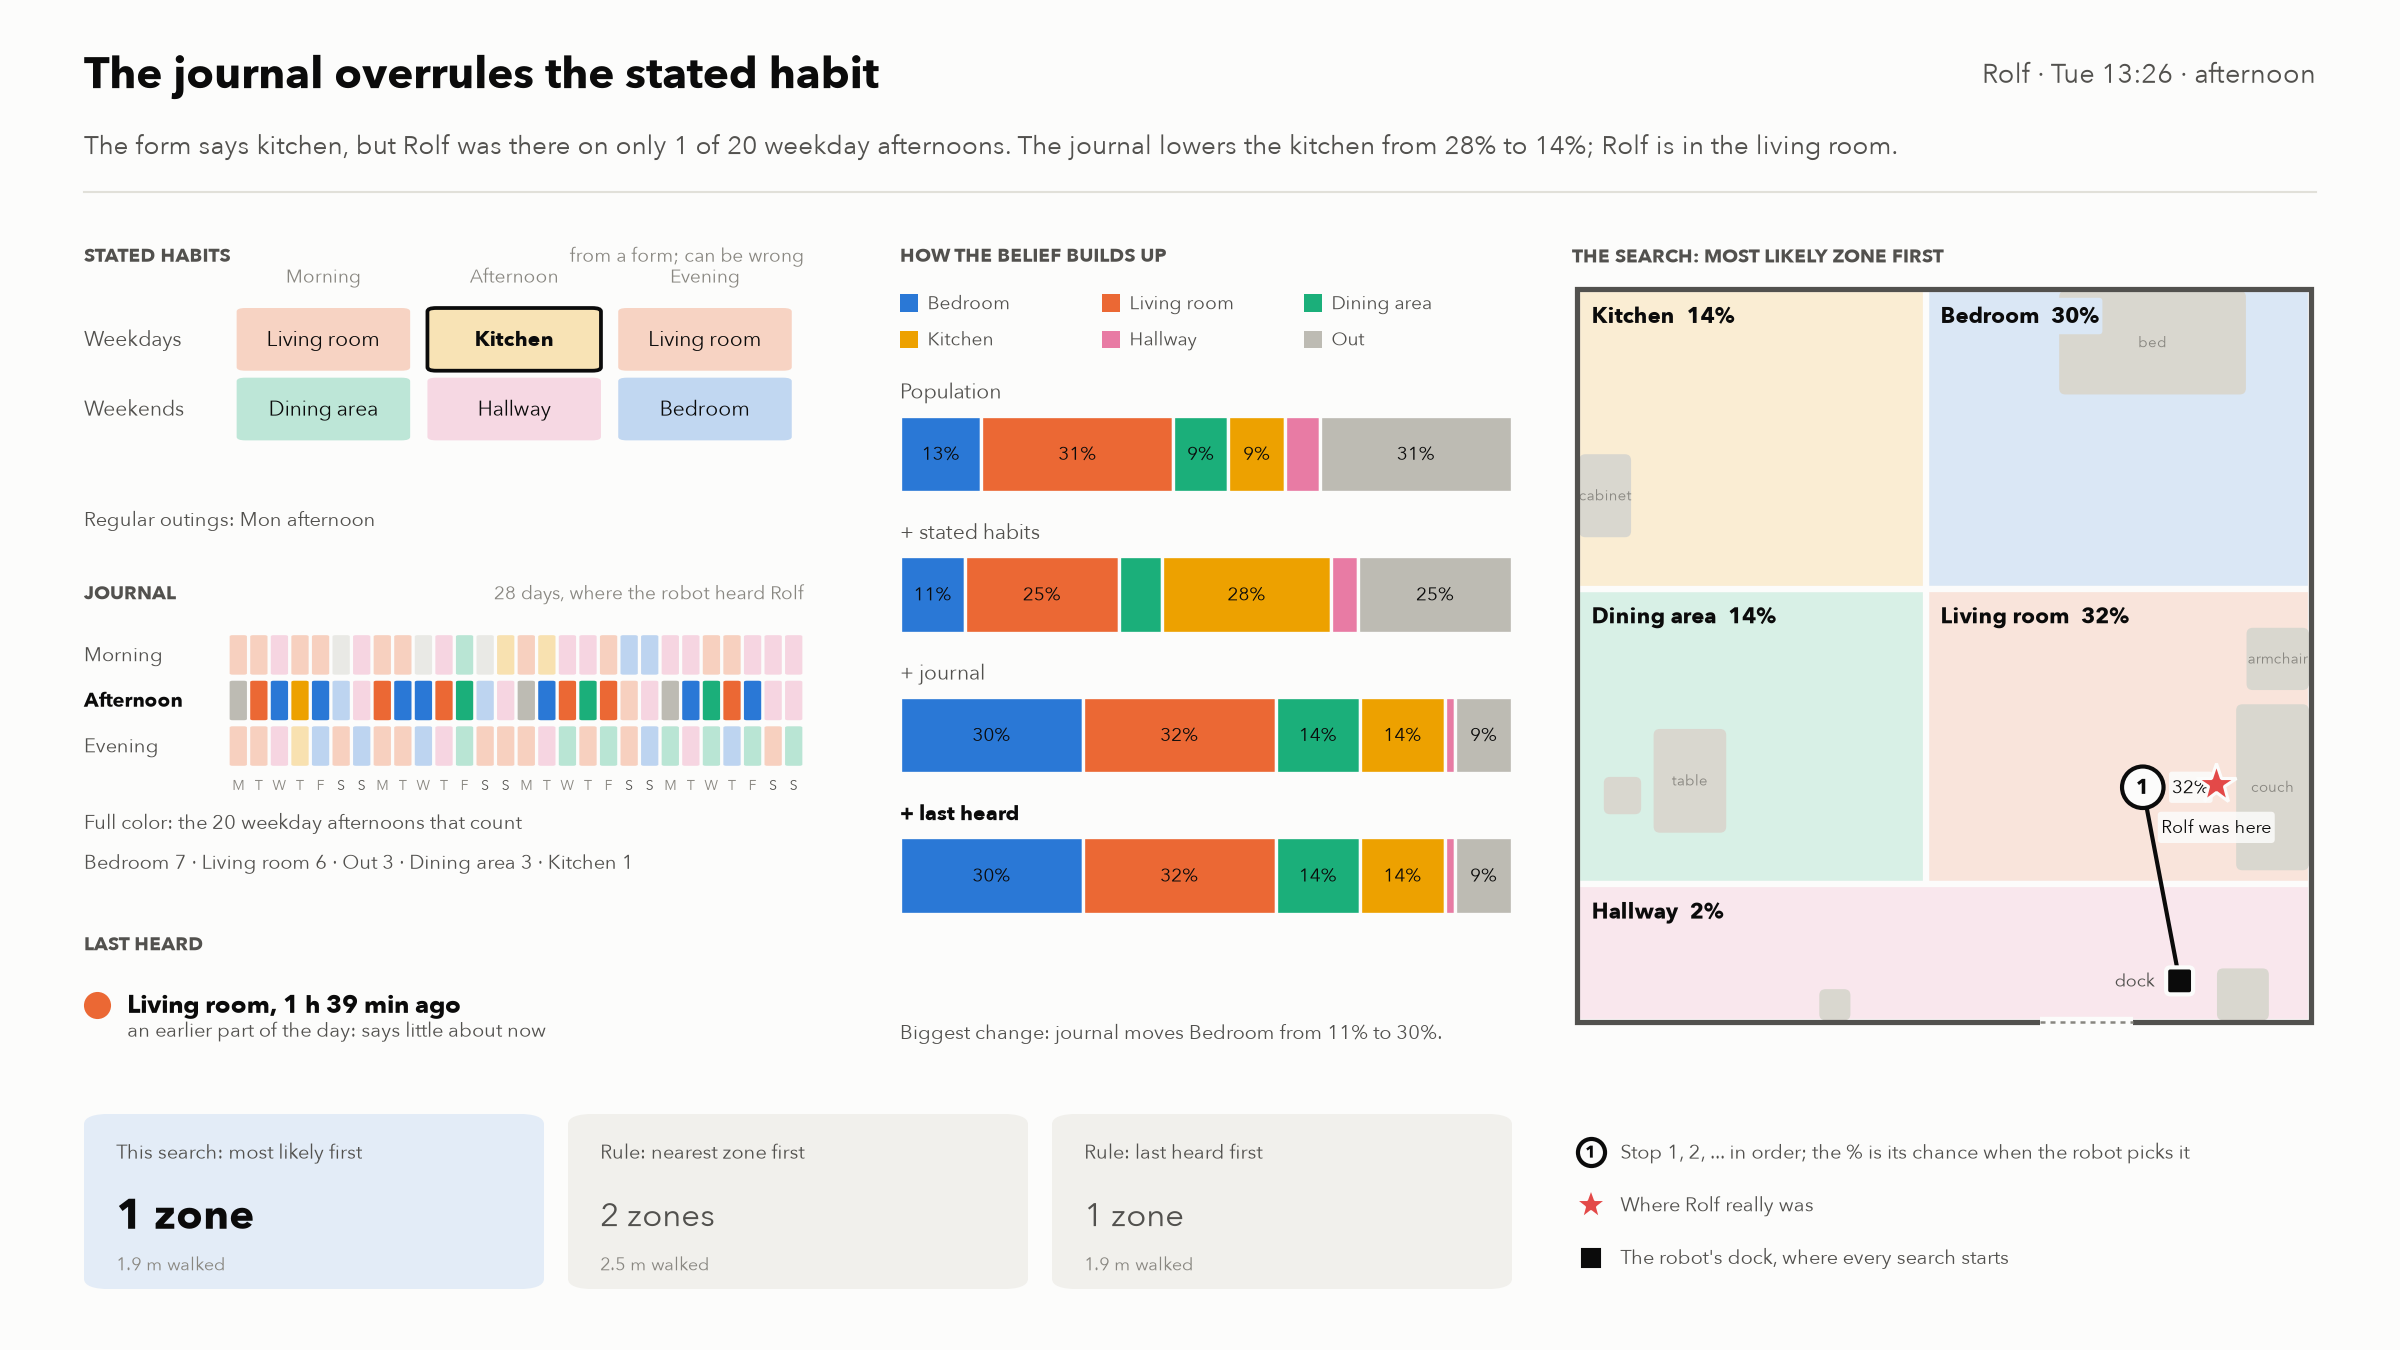 The journal overrules the stated habit
Rolf · Tue 13:26 · afternoon
The form says kitchen, but Rolf was there on only 1 of 20 weekday afternoons. The journal lowers the kitchen from 28% to 14%; Rolf is in the living room.
STATED HABITS
from a form; can be wrong
Morning Afternoon Evening
Weekdays Living room Kitchen Living room
Weekends Dining area Hallway Bedroom
Regular outings: Mon afternoon
JOURNAL
28 days, where the robot heard Rolf
Morning
Afternoon
Evening
M T W T F S S M T W T F S S M T W T F S S M T W T F S S
Full color: the 20 weekday afternoons that count
Bedroom 7 · Living room 6 · Out 3 · Dining area 3 · Kitchen 1
LAST HEARD
Living room, 1 h 39 min ago
an earlier part of the day: says little about now
HOW THE BELIEF BUILDS UP
Bedroom Living room Dining area
Kitchen Hallway Out
Population
13% 31% 9% 9% 31%
+ stated habits
11% 25% 28% 25%
+ journal
30% 32% 14% 14% 9%
+ last heard
30% 32% 14% 14% 9%
Biggest change: journal moves Bedroom from 11% to 30%.
THE SEARCH: MOST LIKELY ZONE FIRST
Kitchen 14%
Bedroom 30%
bed
cabinet
Dining area 14%
Living room 32%
armchair
table
1 32%
couch
Rolf was here
Hallway 2%
dock
This search: most likely first
1 zone
1.9 m walked
Rule: nearest zone first
2 zones
2.5 m walked
Rule: last heard first
1 zone
1.9 m walked
1 Stop 1, 2, ... in order; the % is its chance when the robot picks it
Where Rolf really was
The robot's dock, where every search starts